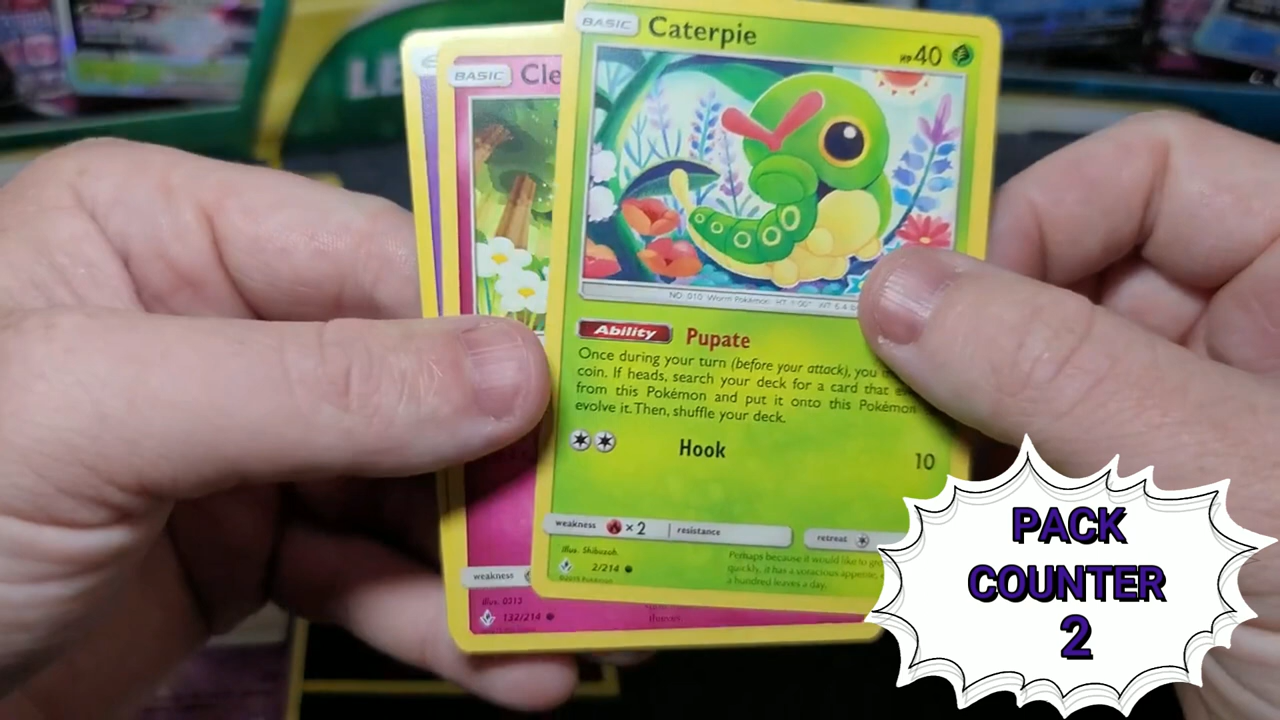 LE
BASIC
Caterpie
HP40
BASIC
Cle
NO. 010 Worm Pokémon HT 1'00" WT 6.4
Ability Pupate
Once during your turn (before your attack), you
coin. If heads, search your deck for a card that
from this Pokémon and put it onto this Pokémon
evolve it. Then, shuffle your deck.
Hook 10
weakness ×2 resistance retreat
Illus. Shibuzoh.
2/214
©2019 Pokémon
Perhaps because it would like to gro
quickly, it has a voracious appetite,
a hundred leaves a day.
weakness
Illus. 0313
132/214
PACK
COUNTER
2